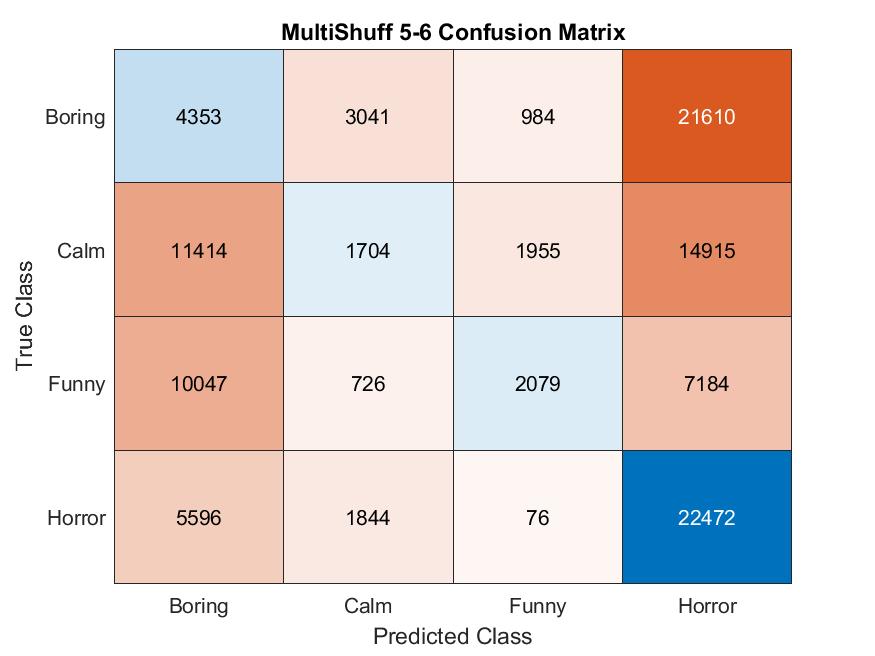 MultiShuff 5-6 Confusion Matrix
Boring 4353 3041 984 21610
Calm 11414 1704 1955 14915
Funny 10047 726 2079 7184
Horror 5596 1844 76 22472
Boring Calm Funny Horror
Predicted Class
True Class